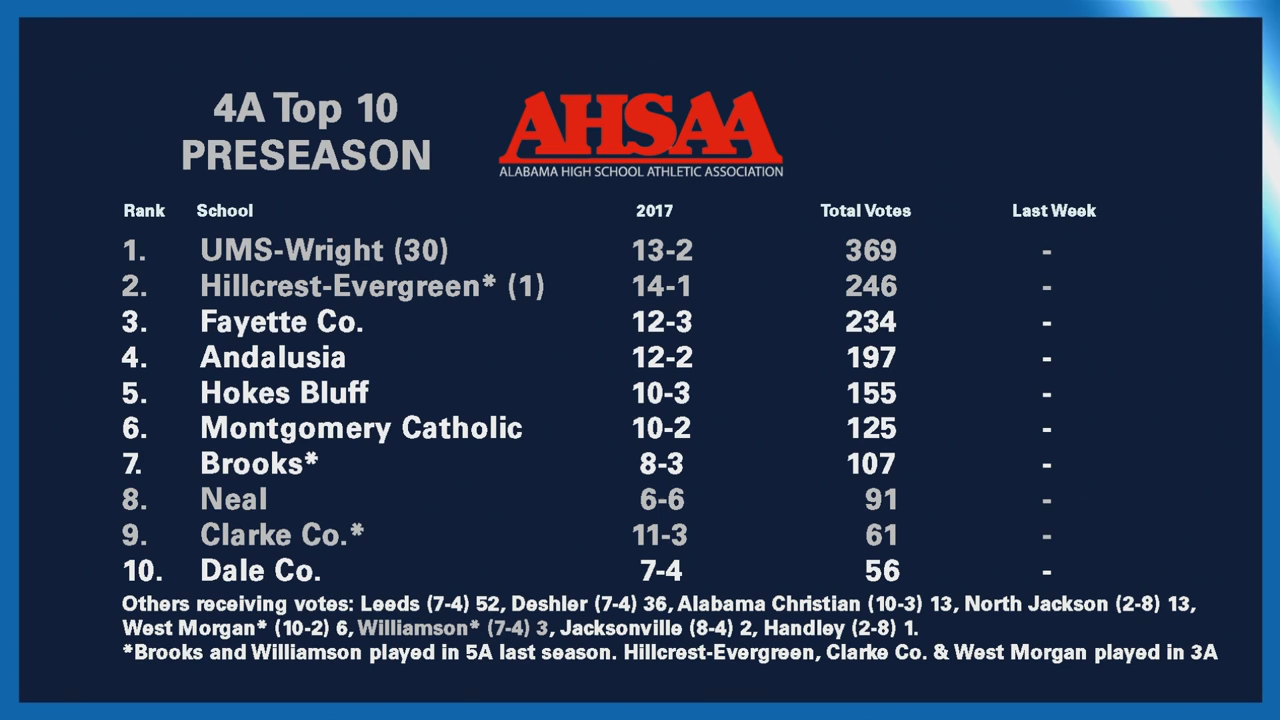 4A Top 10
PRESEASON
AHSAA
ALABAMA HIGH SCHOOL ATHLETIC ASSOCIATION
Rank School 2017 Total Votes Last Week
1. UMS-Wright (30) 13-2 369 -
2. Hillcrest-Evergreen* (1) 14-1 246 -
3. Fayette Co. 12-3 234 -
4. Andalusia 12-2 197 -
5. Hokes Bluff 10-3 155 -
6. Montgomery Catholic 10-2 125 -
7. Brooks* 8-3 107 -
8. Neal 6-6 91 -
9. Clarke Co.* 11-3 61 -
10. Dale Co. 7-4 56 -
Others receiving votes: Leeds (7-4) 52, Deshler (7-4) 36, Alabama Christian (10-3) 13, North Jackson (2-8) 13,
West Morgan* (10-2) 6, Williamson* (7-4) 3, Jacksonville (8-4) 2, Handley (2-8) 1.
*Brooks and Williamson played in 5A last season. Hillcrest-Evergreen, Clarke Co. & West Morgan played in 3A